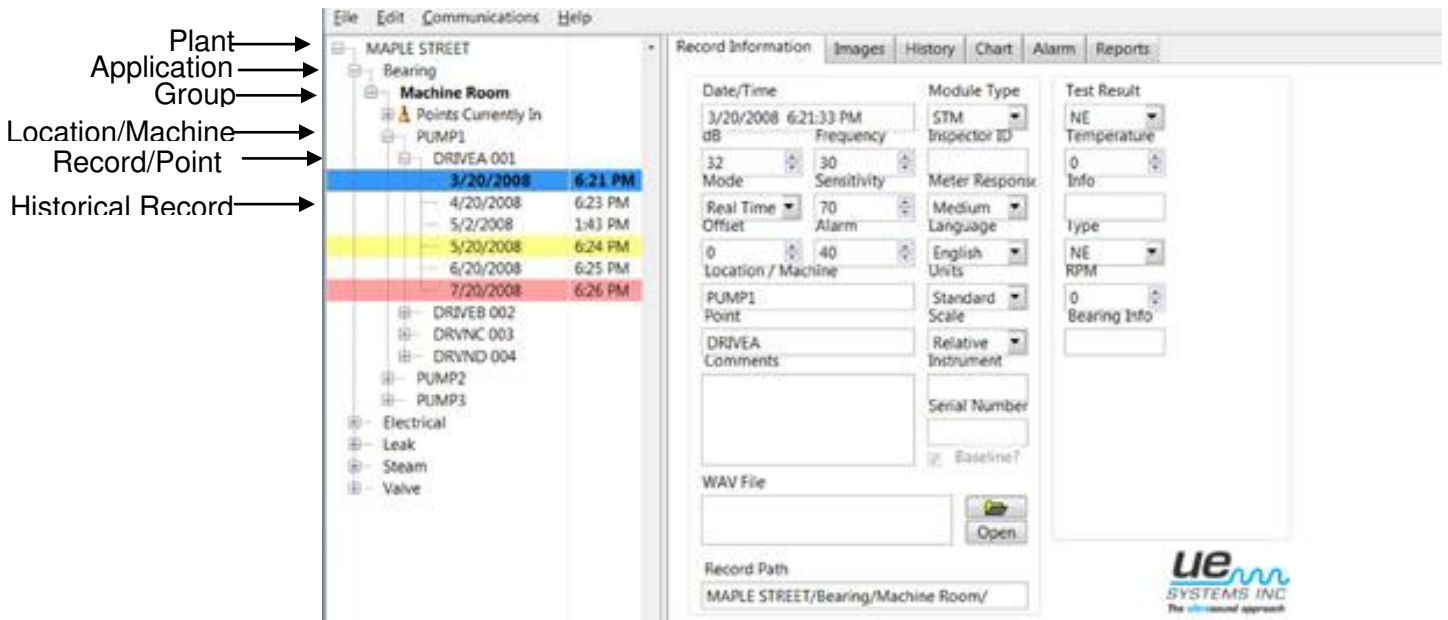 File Edit Communications Help
Plant
Application
Group
Location/Machine
Record/Point
Historical Record
MAPLE STREET
Bearing
Machine Room
Points Currently In
PUMP1
DRIVEA 001
3/20/2008 6:21 PM
4/20/2008 6:23 PM
5/2/2008 1:43 PM
5/20/2008 6:24 PM
6/20/2008 6:25 PM
7/20/2008 6:26 PM
DRIVEB 002
DRVNC 003
DRVND 004
PUMP2
PUMP3
Electrical
Leak
Steam
Valve
Record Information Images History Chart Alarm Reports
Date/Time Module Type Test Result
3/20/2008 6:21:33 PM STM NE
dB Frequency Inspector ID Temperature
32 30 0
Mode Sensitivity Meter Response Info
Real Time 70 Medium
Offset Alarm Language Type
0 40 English NE
Location / Machine Units RPM
PUMP1 Standard 0
Point Scale Bearing Info
DRIVEA Relative
Comments Instrument
Serial Number
Baseline?
WAV File
Open
Record Path
MAPLE STREET/Bearing/Machine Room/
ue
SYSTEMS INC
The ultrasound approach